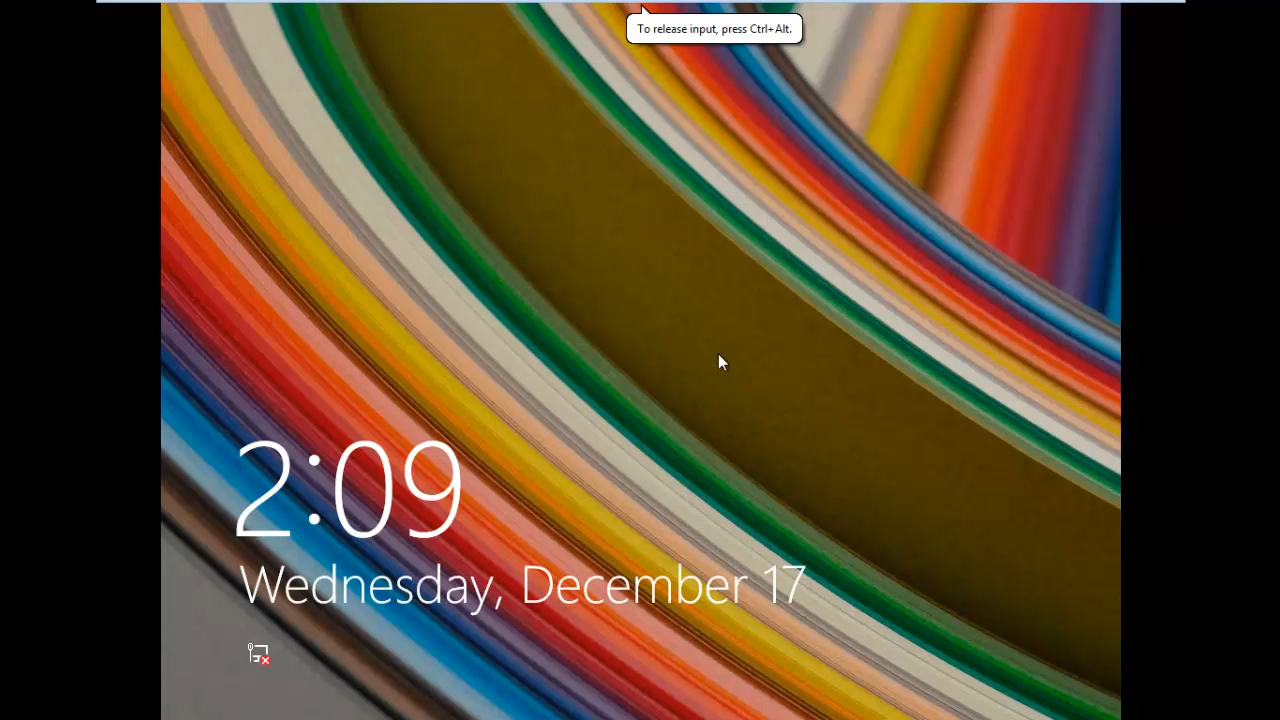 To release input, press Ctrl+Alt.
2:09
Wednesday, December 17